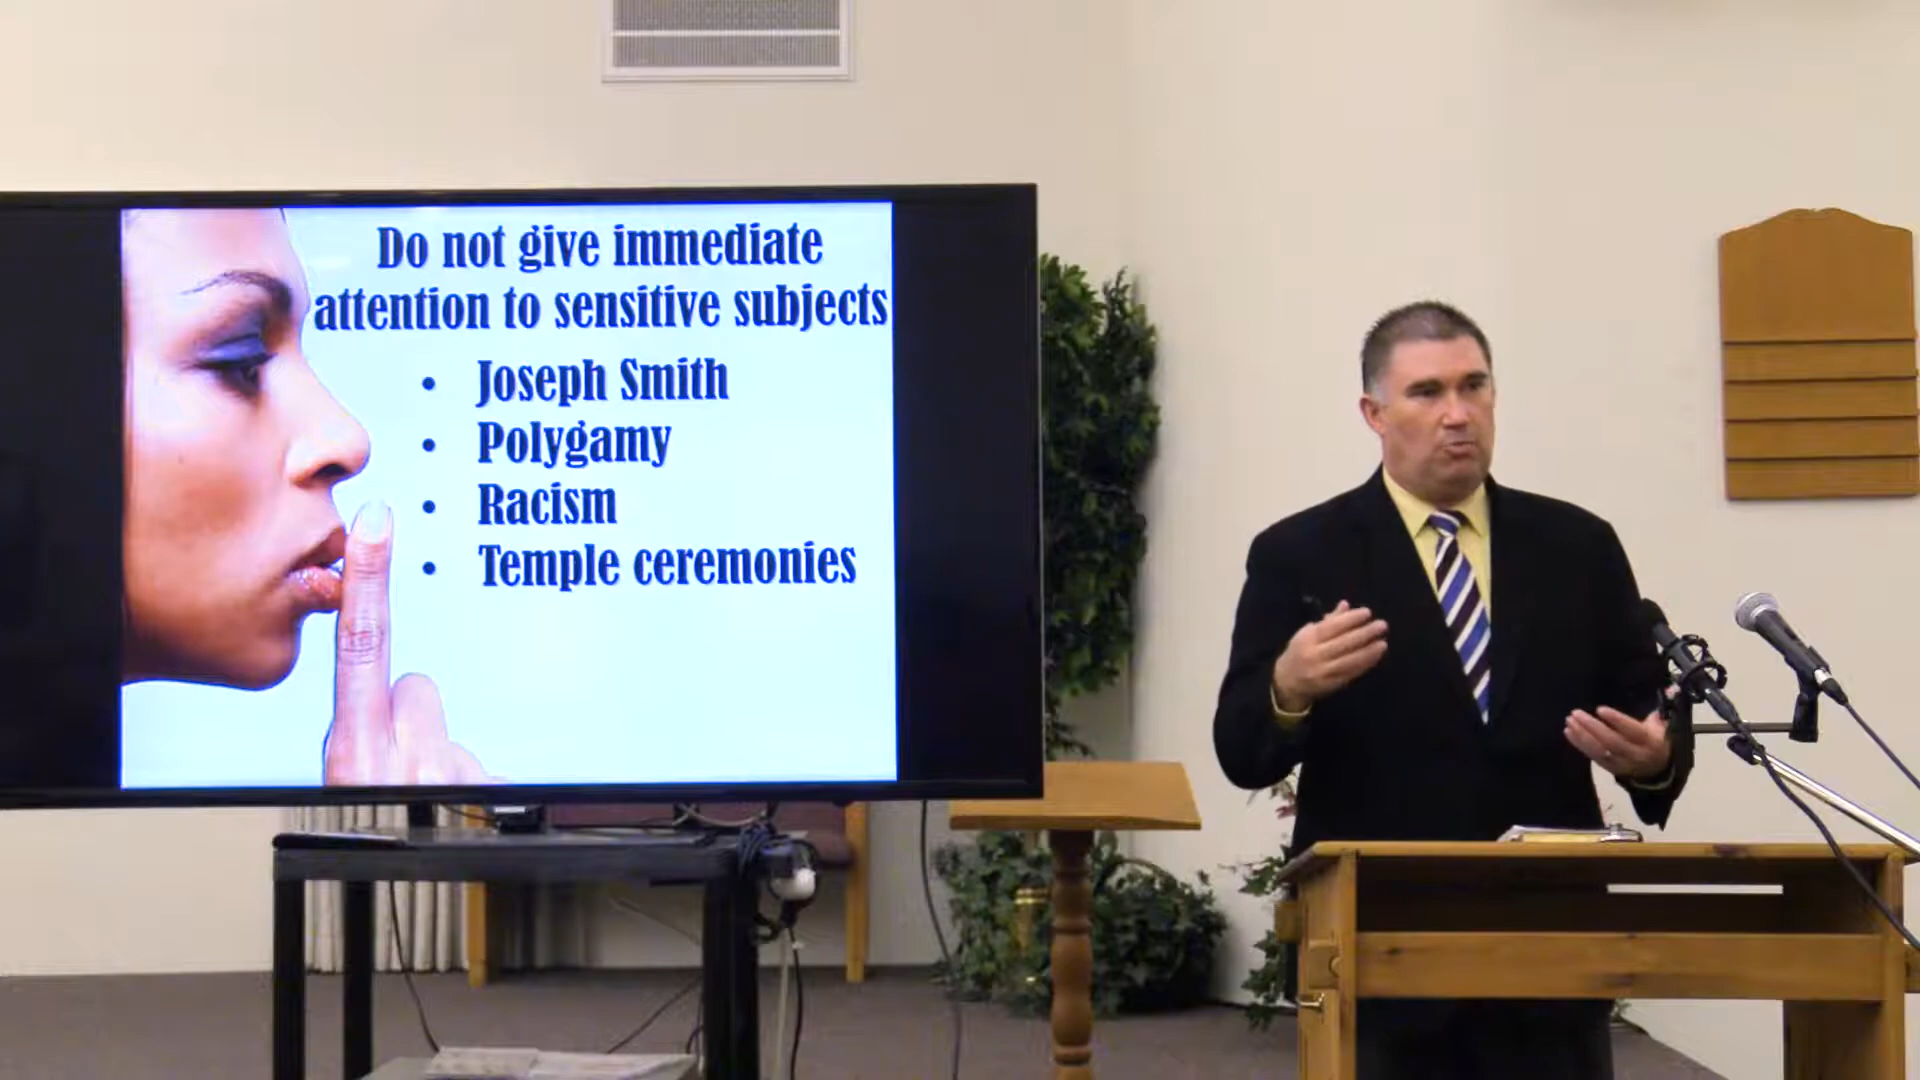 Do not give immediate
attention to sensitive subjects
• Joseph Smith
• Polygamy
• Racism
• Temple ceremonies